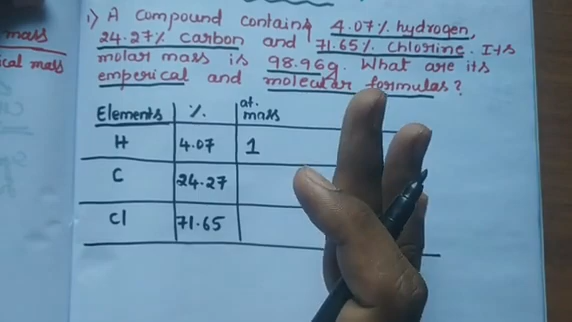 mass
ical mass
1) A compound contains 4.07% hydrogen,
24.27% carbon and 71.65% chlorine. Its
molar mass is 98.96g. What are its
emperical and molecular formulas?
Elements % at. mass
H 4.07 1
C 24.27
Cl 71.65